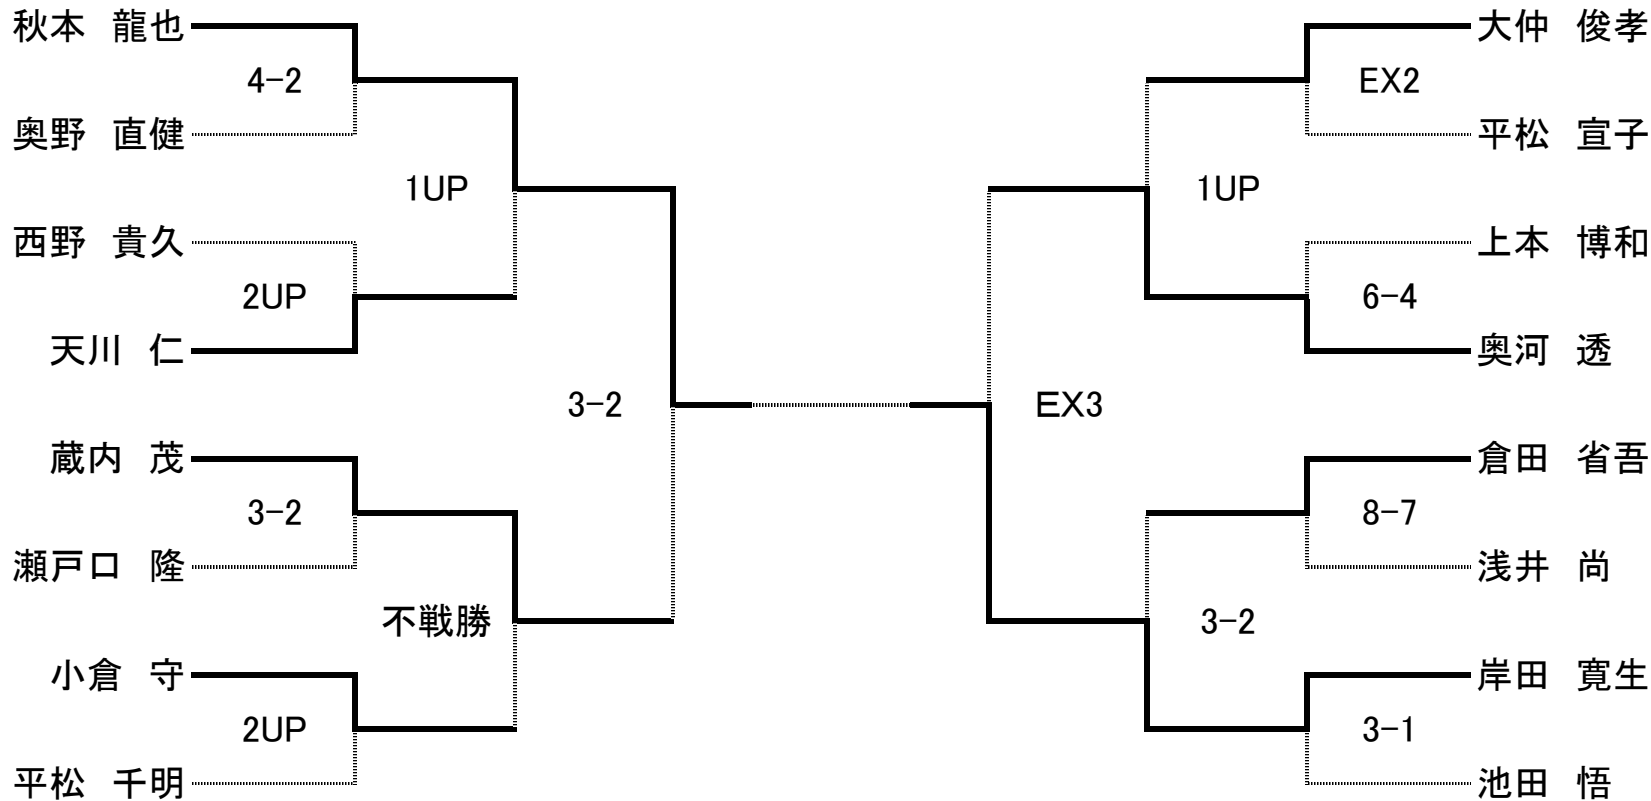 秋本 龍也
4-2
奥野 直健
1UP
西野 貴久
2UP
天川 仁
3-2
蔵内 茂
3-2
瀬戸口 隆
不戦勝
小倉 守
2UP
平松 千明
大仲 俊孝
EX2
平松 宣子
1UP
上本 博和
6-4
奥河 透
EX3
倉田 省吾
8-7
浅井 尚
3-2
岸田 寛生
3-1
池田 悟